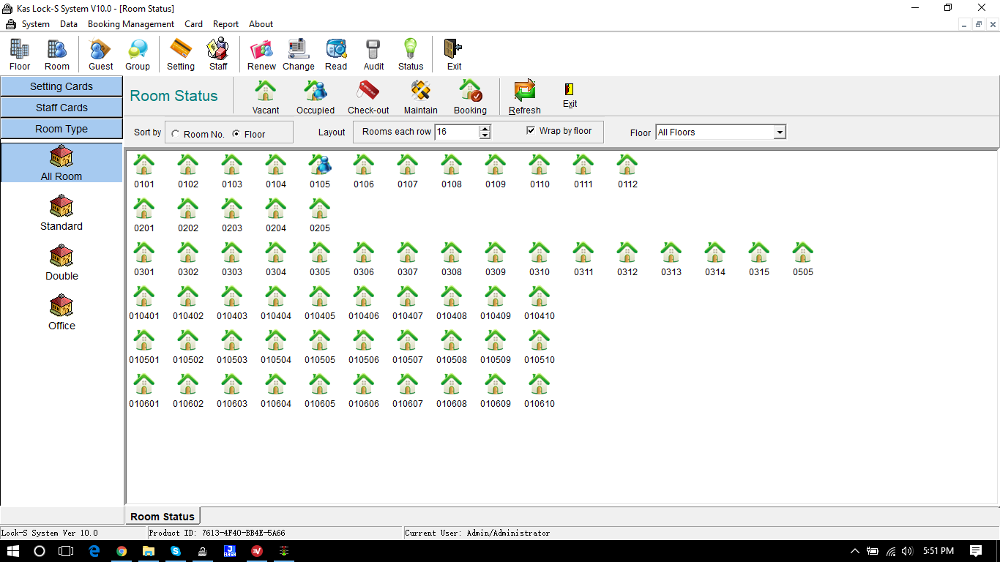 Kas Lock-S System V10.0 - [Room Status]
System Data Booking Management Card Report About
Floor Room Guest Group Setting Staff Renew Change Read Audit Status Exit
Setting Cards
Staff Cards
Room Type
All Room
Standard
Double
Office
Room Status Vacant Occupied Check-out Maintain Booking Refresh Exit
Sort by Room No. Floor Layout Rooms each row 16 Wrap by floor Floor All Floors
0101 0102 0103 0104 0105 0106 0107 0108 0109 0110 0111 0112
0201 0202 0203 0204 0205
0301 0302 0303 0304 0305 0306 0307 0308 0309 0310 0311 0312 0313 0314 0315 0505
010401 010402 010403 010404 010405 010406 010407 010408 010409 010410
010501 010502 010503 010504 010505 010506 010507 010508 010509 010510
010601 010602 010603 010604 010605 010606 010607 010608 010609 010610
Room Status
Lock-S System Ver 10.0 Product ID: 7613-4F40-BB4E-5A66 Current User: Admin/Administrator
J FLASH
5:51 PM